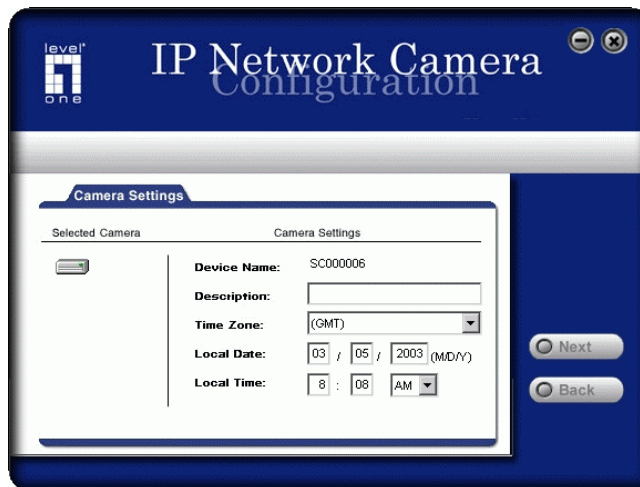 level
one
IP Network Camera
Configuration
Camera Settings
Selected Camera
Camera Settings
Device Name: SC000006
Description:
Time Zone: (GMT)
Local Date: 03 / 05 / 2003 (M/D/Y)
Local Time: 8 : 08 AM
Next
Back